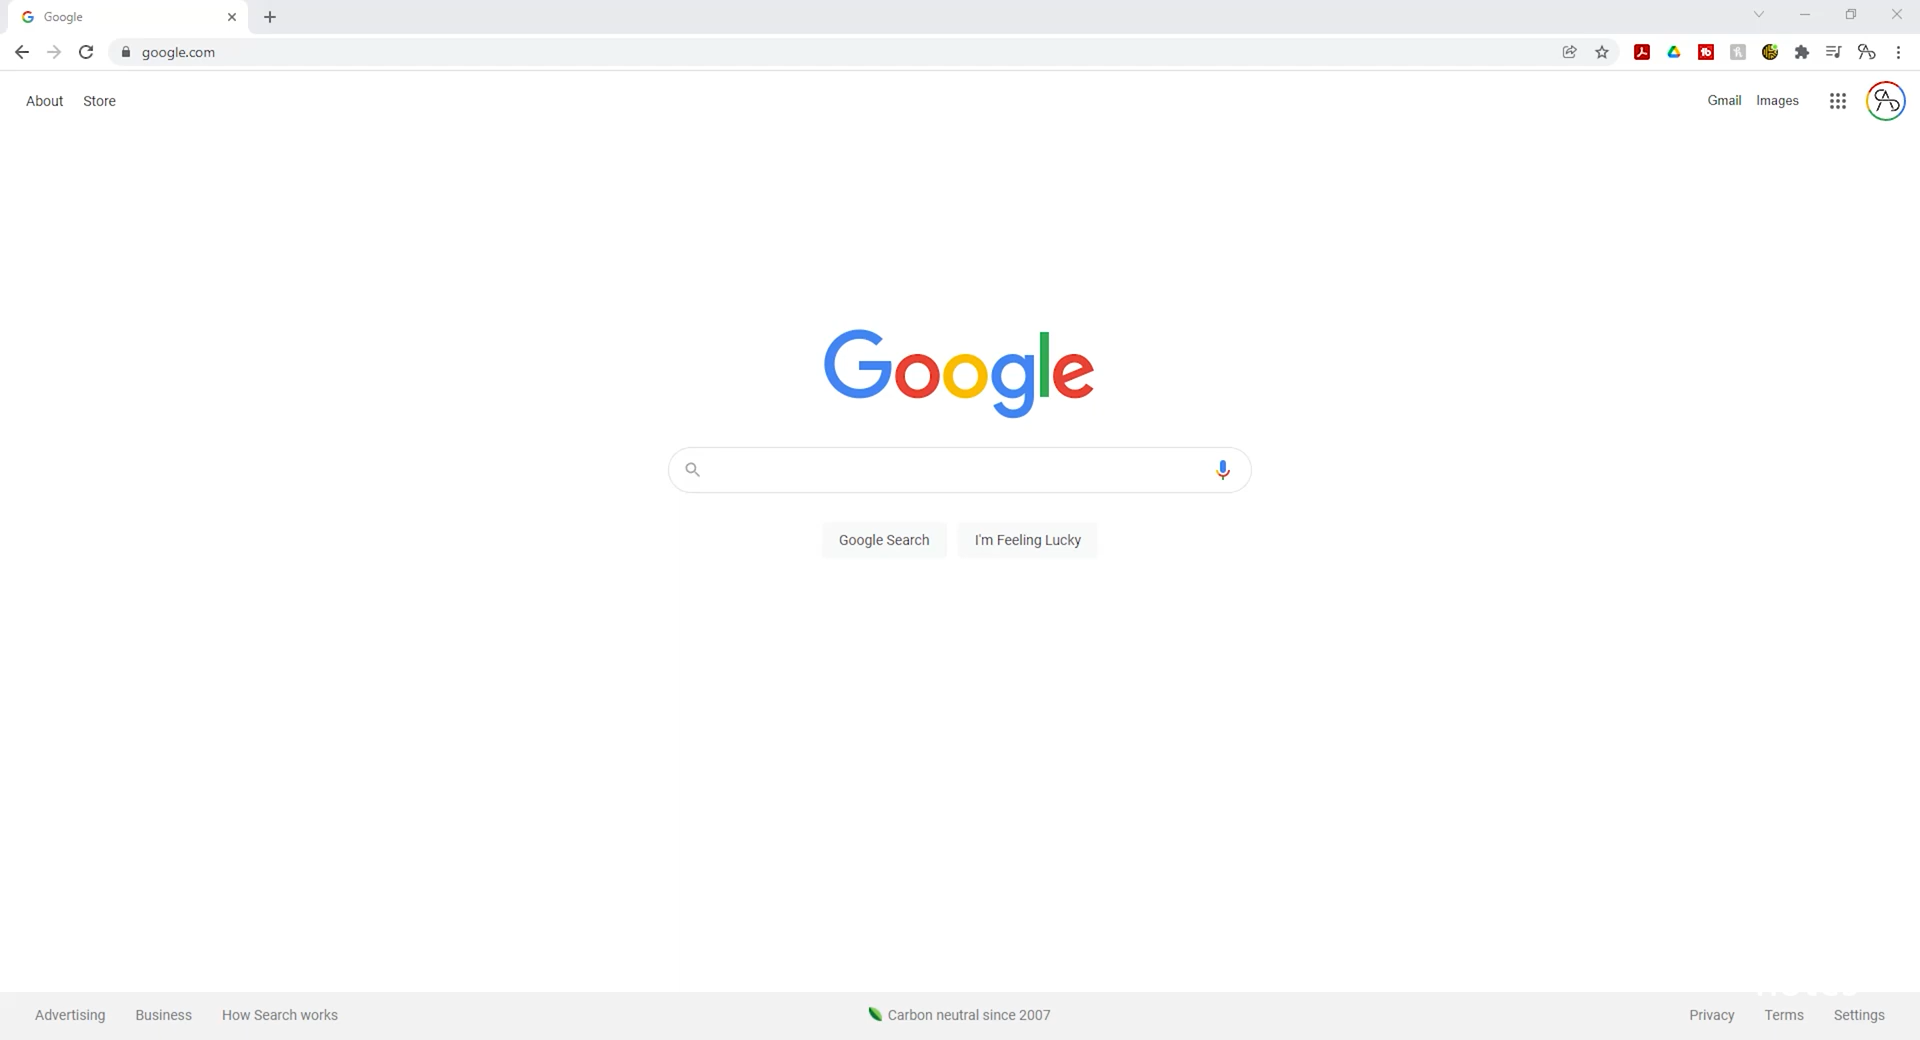 Google
google.com
About Store
Gmail Images
Google
Google Search I'm Feeling Lucky
Advertising Business How Search works
Carbon neutral since 2007
Privacy Terms Settings